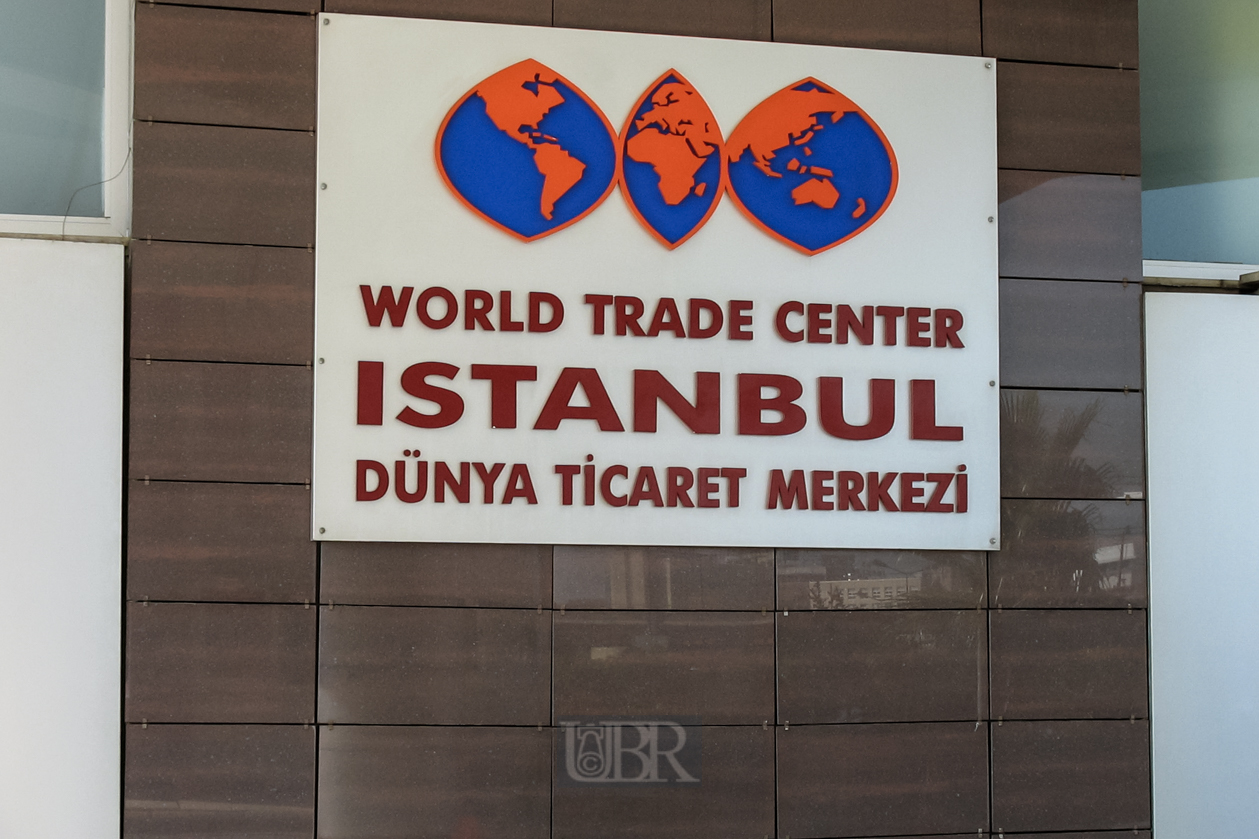 WORLD TRADE CENTER
ISTANBUL
DÜNYA TİCARET MERKEZİ
© UBR